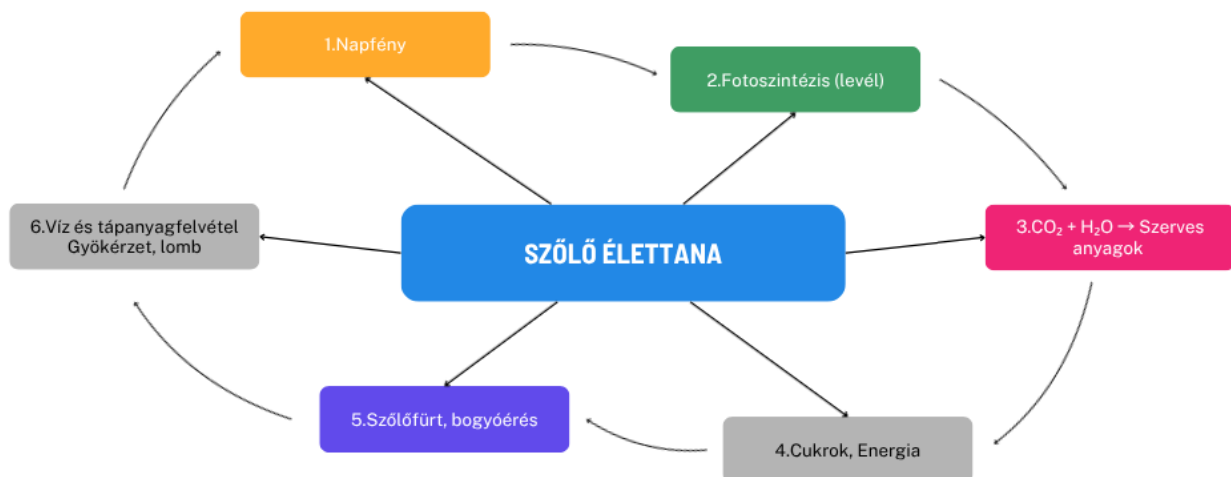 1.Napfény
2.Fotoszintézis (levél)
6.Víz és tápanyagfelvétel
Gyökérzet, lomb
SZŐLŐ ÉLETTANA
3.CO₂ + H₂O → Szerves
anyagok
5.Szőlőfürt, bogyóérés
4.Cukrok, Energia